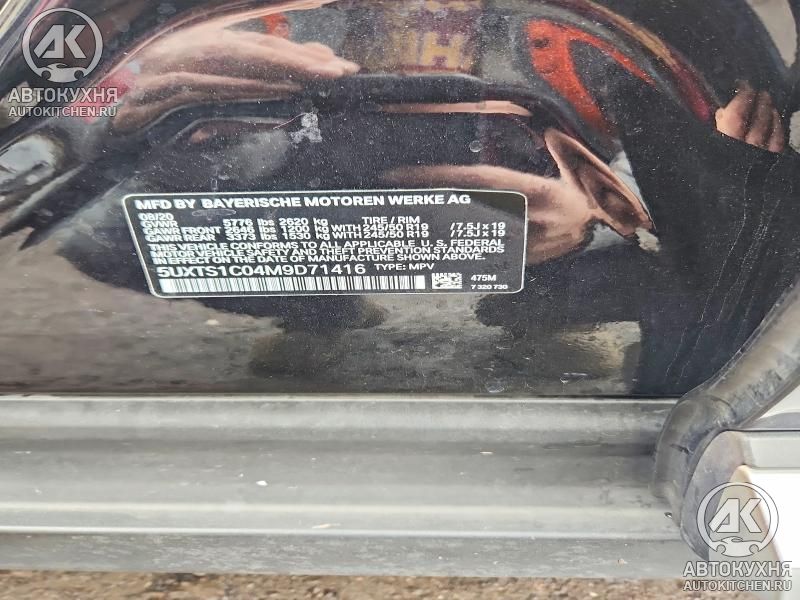 АК
АВТОКУХНЯ
AUTOKITCHEN.RU
MFD BY BAYERISCHE MOTOREN WERKE AG
08/20
GVWR 5776 lbs 2620 kg TIRE / RIM
GAWR FRONT 2646 lbs 1200 kg WITH 245/50 R19 /7.5J x 19
GAWR REAR 3373 lbs 1530 kg WITH 245/50 R19 /7.5J x 19
THIS VEHICLE CONFORMS TO ALL APPLICABLE U. S. FEDERAL
MOTOR VEHICLE SAFETY, BUMPER, AND THEFT PREVENTION STANDARDS
IN EFFECT ON THE DATE OF MANUFACTURE SHOWN ABOVE.
5UXTS1C04M9D71416 TYPE: MPV 475M
7 320 730
АК
АВТОКУХНЯ
AUTOKITCHEN.RU